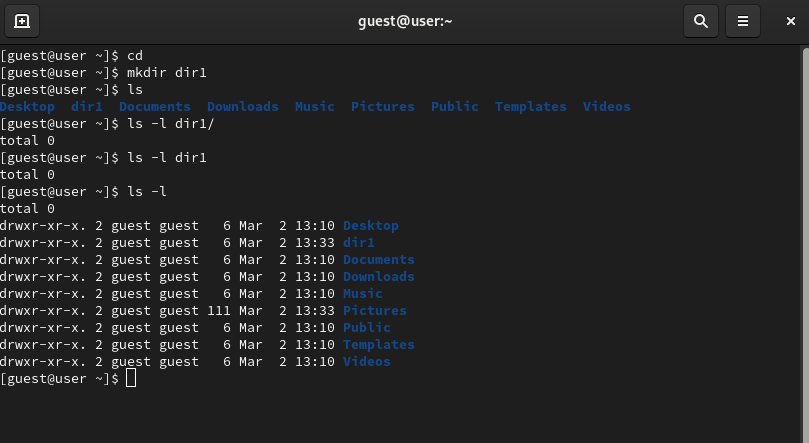 guest@user:~
[guest@user ~]$ cd
[guest@user ~]$ mkdir dir1
[guest@user ~]$ ls
Desktop  dir1  Documents  Downloads  Music  Pictures  Public  Templates  Videos
[guest@user ~]$ ls -l dir1/
total 0
[guest@user ~]$ ls -l dir1
total 0
[guest@user ~]$ ls -l
total 0
drwxr-xr-x. 2 guest guest   6 Mar  2 13:10 Desktop
drwxr-xr-x. 2 guest guest   6 Mar  2 13:33 dir1
drwxr-xr-x. 2 guest guest   6 Mar  2 13:10 Documents
drwxr-xr-x. 2 guest guest   6 Mar  2 13:10 Downloads
drwxr-xr-x. 2 guest guest   6 Mar  2 13:10 Music
drwxr-xr-x. 2 guest guest 111 Mar  2 13:33 Pictures
drwxr-xr-x. 2 guest guest   6 Mar  2 13:10 Public
drwxr-xr-x. 2 guest guest   6 Mar  2 13:10 Templates
drwxr-xr-x. 2 guest guest   6 Mar  2 13:10 Videos
[guest@user ~]$